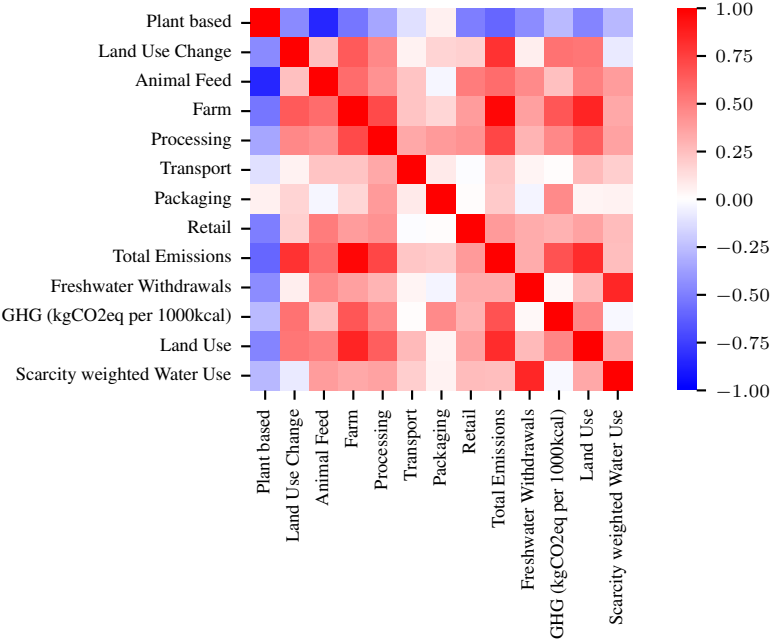 Plant based
Land Use Change
Animal Feed
Farm
Processing
Transport
Packaging
Retail
Total Emissions
Freshwater Withdrawals
GHG (kgCO2eq per 1000kcal)
Land Use
Scarcity weighted Water Use
Plant based
Land Use Change
Animal Feed
Farm
Processing
Transport
Packaging
Retail
Total Emissions
Freshwater Withdrawals
GHG (kgCO2eq per 1000kcal)
Land Use
Scarcity weighted Water Use
1.00
0.75
0.50
0.25
0.00
−0.25
−0.50
−0.75
−1.00